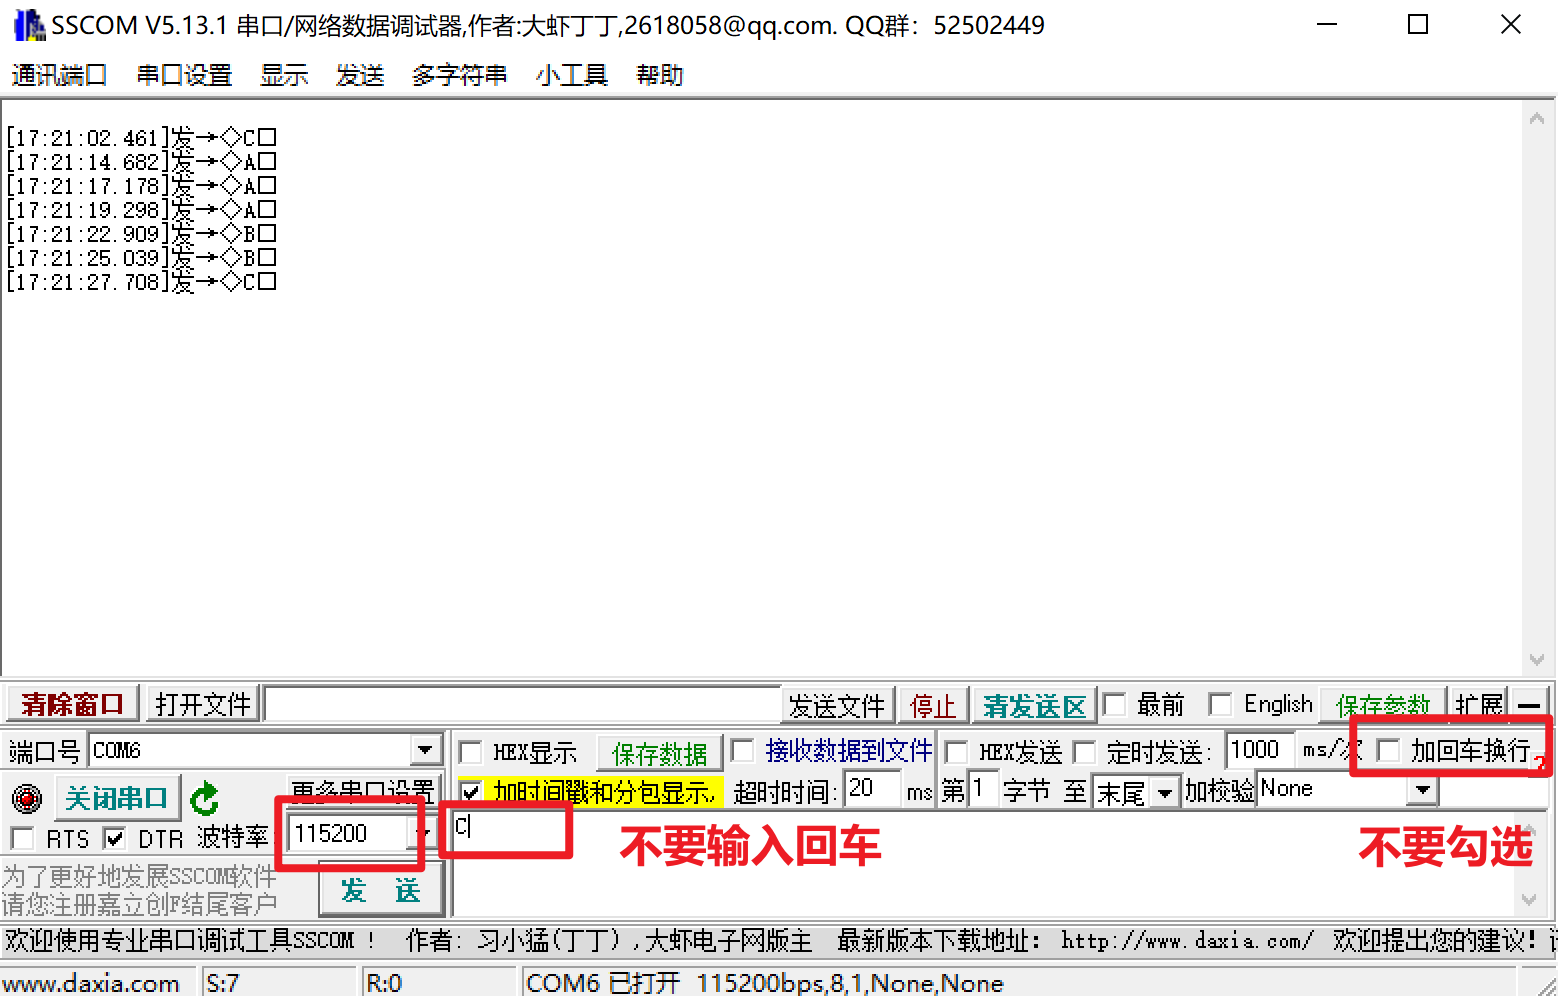 SSCOM V5.13.1 串口/网络数据调试器,作者:大虾丁丁,2618058@qq.com. QQ群：52502449
通讯端口 串口设置 显示 发送 多字符串 小工具 帮助
[17:21:02.461]发→◇C□
[17:21:14.682]发→◇A□
[17:21:17.178]发→◇A□
[17:21:19.298]发→◇A□
[17:21:22.909]发→◇B□
[17:21:25.039]发→◇B□
[17:21:27.708]发→◇C□
清除窗口 打开文件 发送文件 停止 清发送区 最前 English 保存参数 扩展 —
端口号 COM6 HEX显示 保存数据 接收数据到文件 HEX发送 定时发送: 1000 ms/次 加回车换行
关闭串口 更多串口设置 加时间戳和分包显示, 超时时间: 20 ms 第 1 字节 至 末尾 加校验 None
RTS DTR 波特率: 115200 C 不要输入回车 不要勾选
为了更好地发展SSCOM软件
请您注册嘉立创F结尾客户
发 送
欢迎使用专业串口调试工具SSCOM ! 作者: 习小猛(丁丁),大虾电子网版主 最新版本下载地址: http://www.daxia.com/ 欢迎提出您的建议!
www.daxia.com S:7 R:0 COM6 已打开 115200bps,8,1,None,None